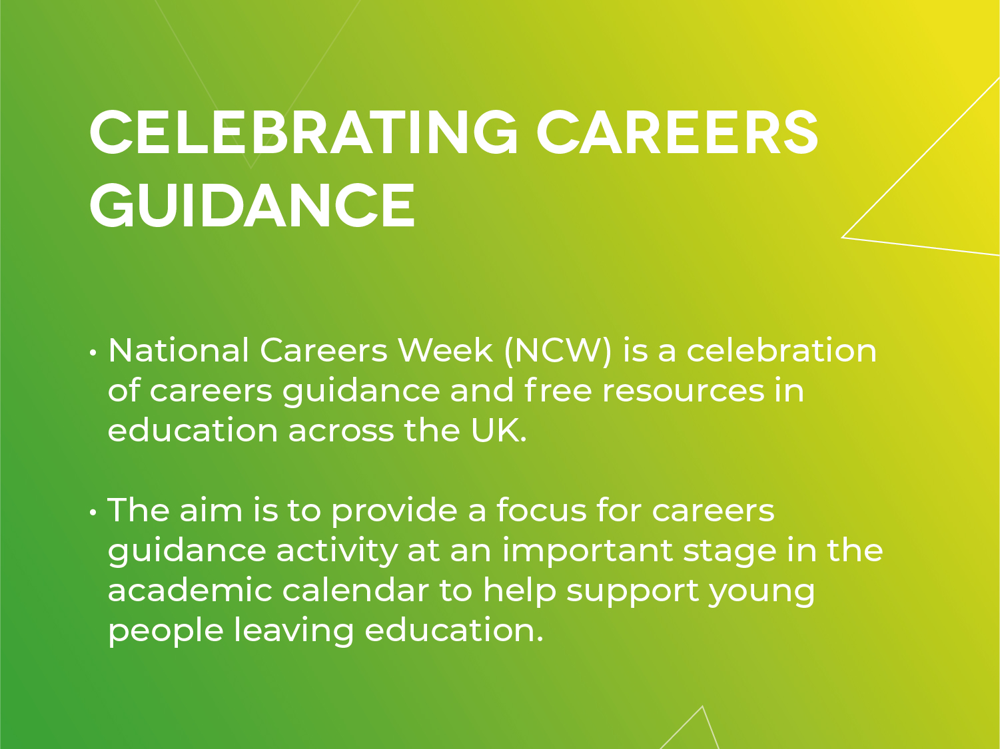 CELEBRATING CAREERS
GUIDANCE
• National Careers Week (NCW) is a celebration
of careers guidance and free resources in
education across the UK.
• The aim is to provide a focus for careers
guidance activity at an important stage in the
academic calendar to help support young
people leaving education.